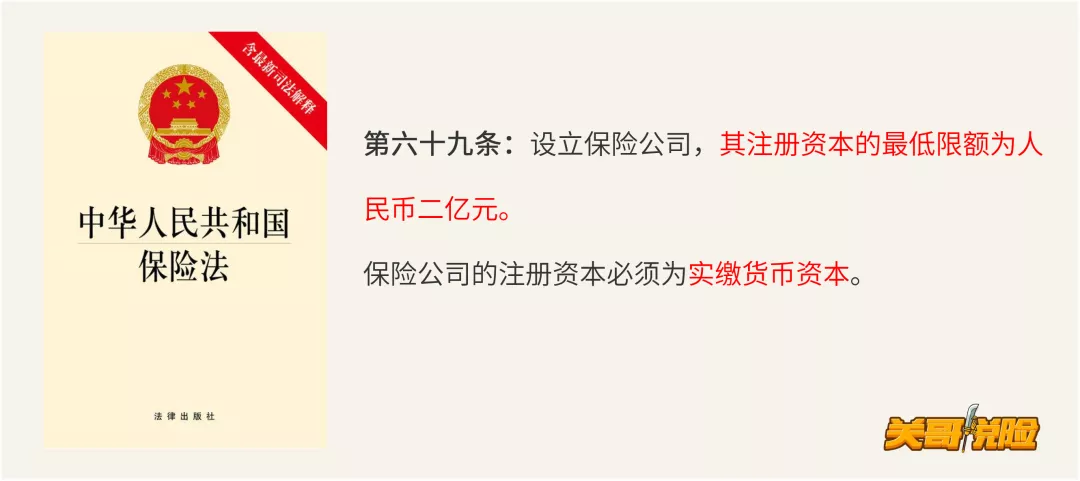 含最新司法解释
中华人民共和国
保险法
法律出版社
第六十九条：设立保险公司，其注册资本的最低限额为人
民币二亿元。
保险公司的注册资本必须为实缴货币资本。
关哥说险